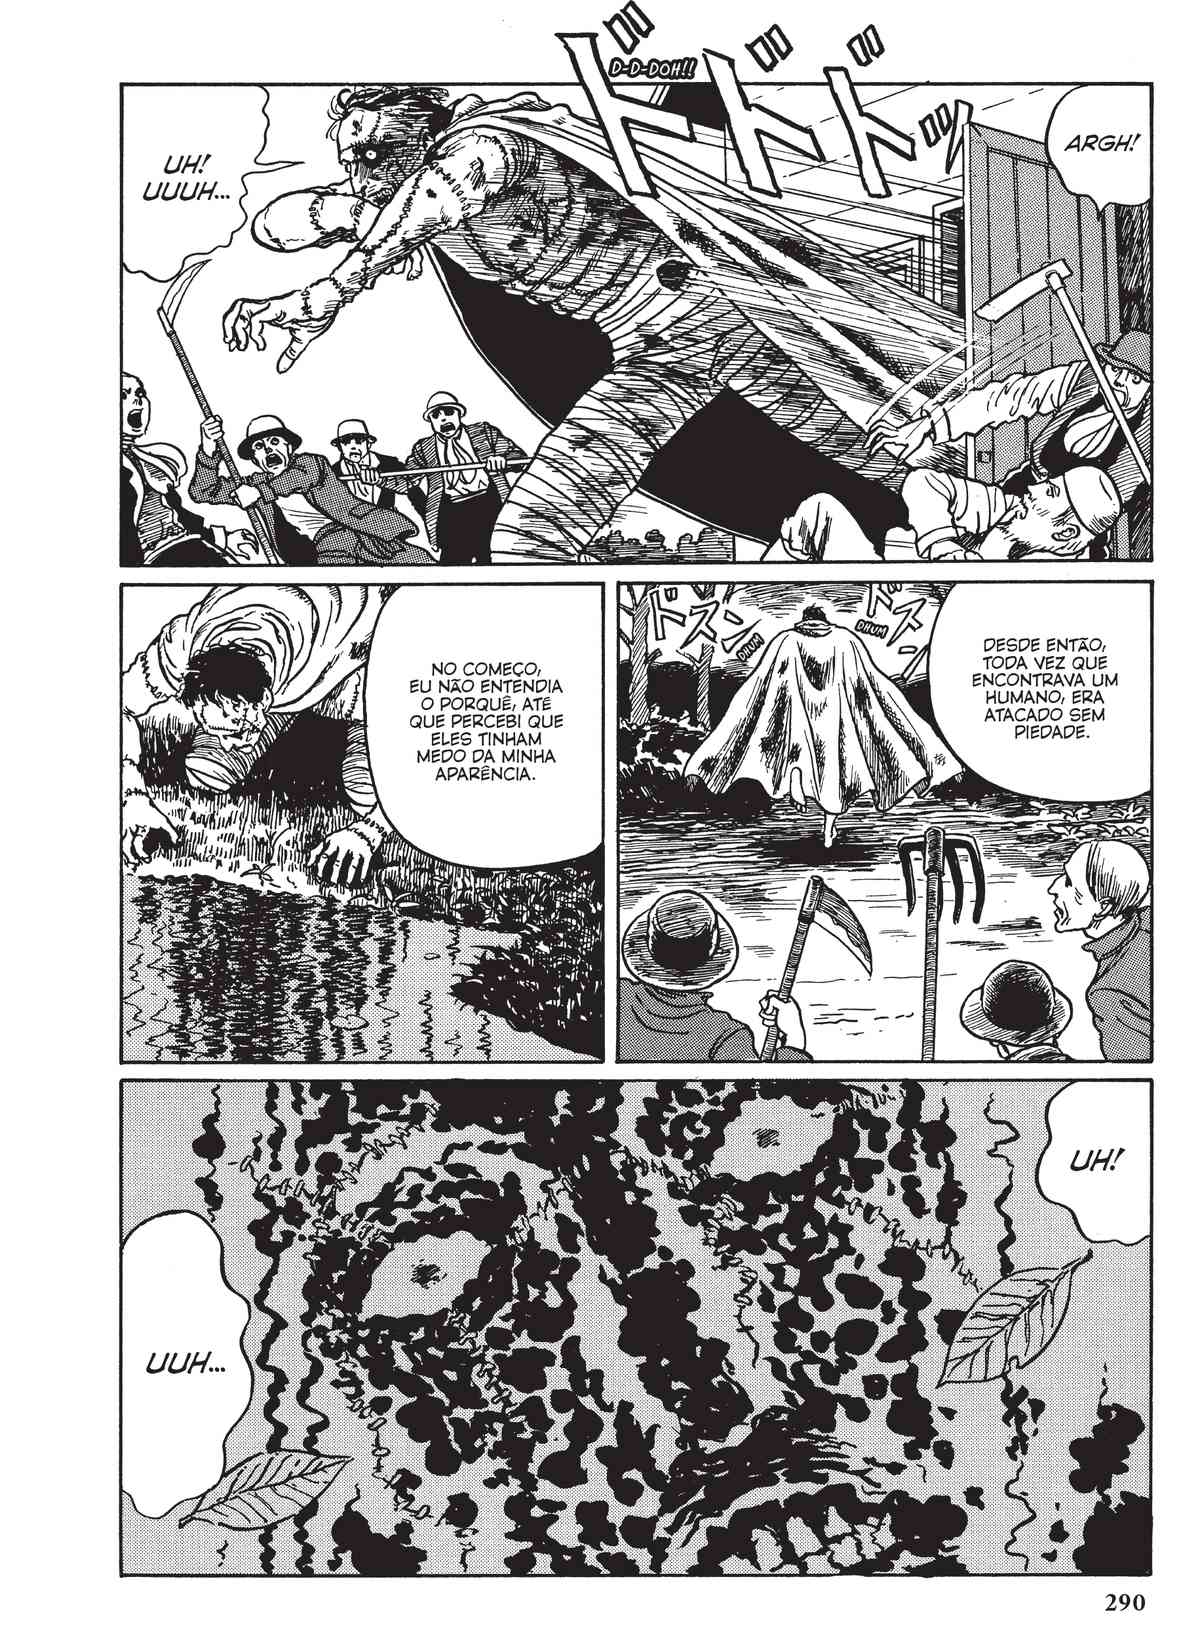 ドドド
D-D-DOH!!
ARGH!
UH!
UUUH...
ドスン
DHUM
ドスン
DHUM
DESDE ENTÃO,
TODA VEZ QUE
ENCONTRAVA UM
HUMANO, ERA
ATACADO SEM
PIEDADE.
NO COMEÇO,
EU NÃO ENTENDIA
O PORQUÊ, ATÉ
QUE PERCEBI QUE
ELES TINHAM
MEDO DA MINHA
APARÊNCIA.
UH!
UUH...
290